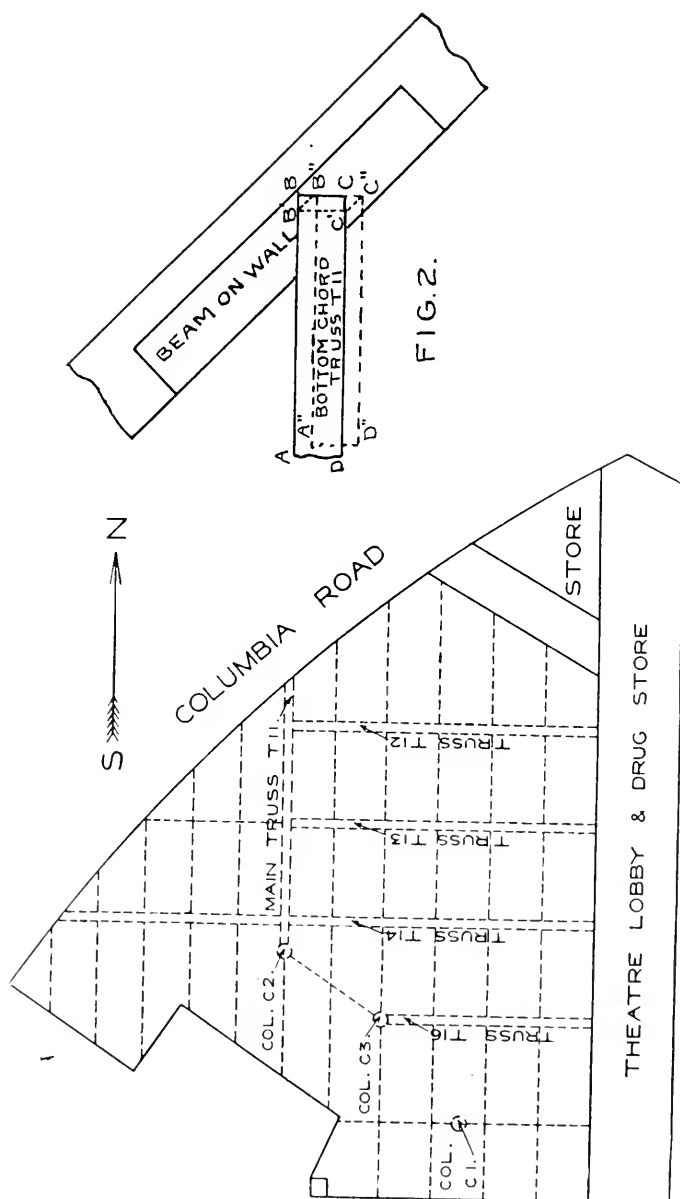 BEAM ON WALL
B
B'
B"
C
C'
C"
A
A"
BOTTOM CHORD
TRUSS T11
D
D"
FIG. 2.
S
N
COLUMBIA ROAD
MAIN TRUSS T11
STORE
TRUSS T12
TRUSS T13
TRUSS T14
TRUSS T16
COL. C2.
COL. C3.
COL.
C1.
THEATRE LOBBY & DRUG STORE